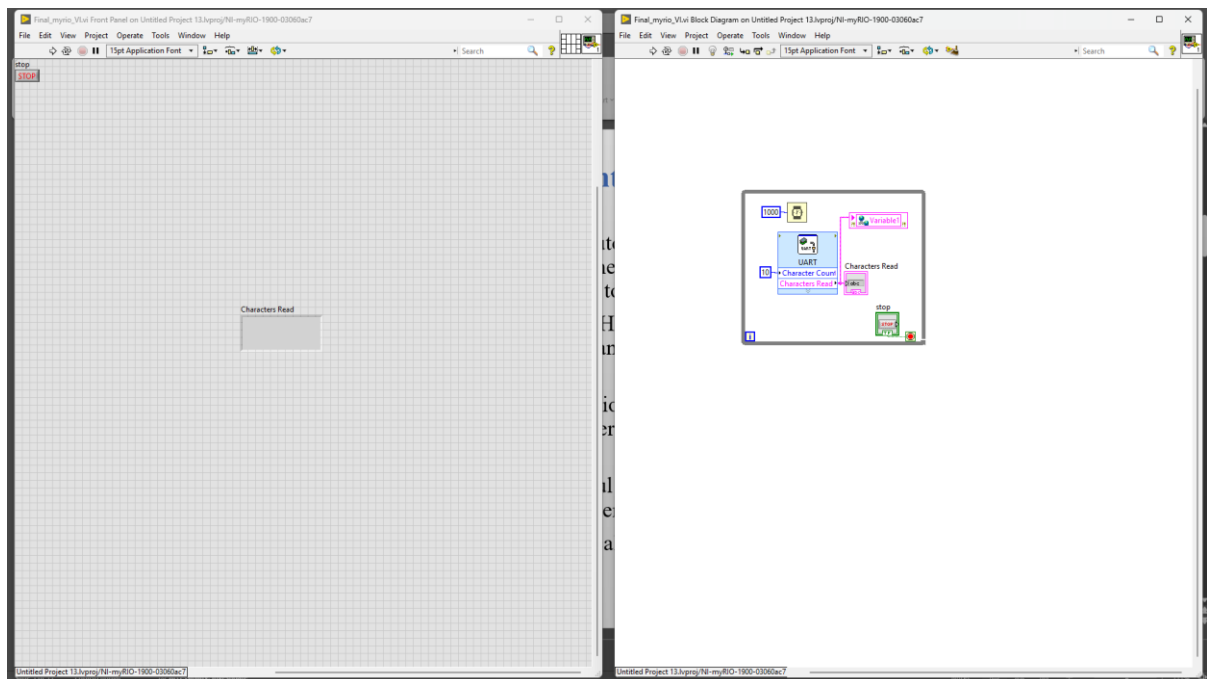 Final_myrio_VI.vi Front Panel on Untitled Project 13.lvproj/NI-myRIO-1900-03060ac7
File Edit View Project Operate Tools Window Help
15pt Application Font
Search
stop
STOP
Characters Read
Untitled Project 13.lvproj/NI-myRIO-1900-03060ac7
Final_myrio_VI.vi Block Diagram on Untitled Project 13.lvproj/NI-myRIO-1900-03060ac7
File Edit View Project Operate Tools Window Help
15pt Application Font
Search
1000
Variable1
UART
UART
10
Character Count
Characters Read
Characters Read
abc
stop
STOP
TF
i
Untitled Project 13.lvproj/NI-myRIO-1900-03060ac7